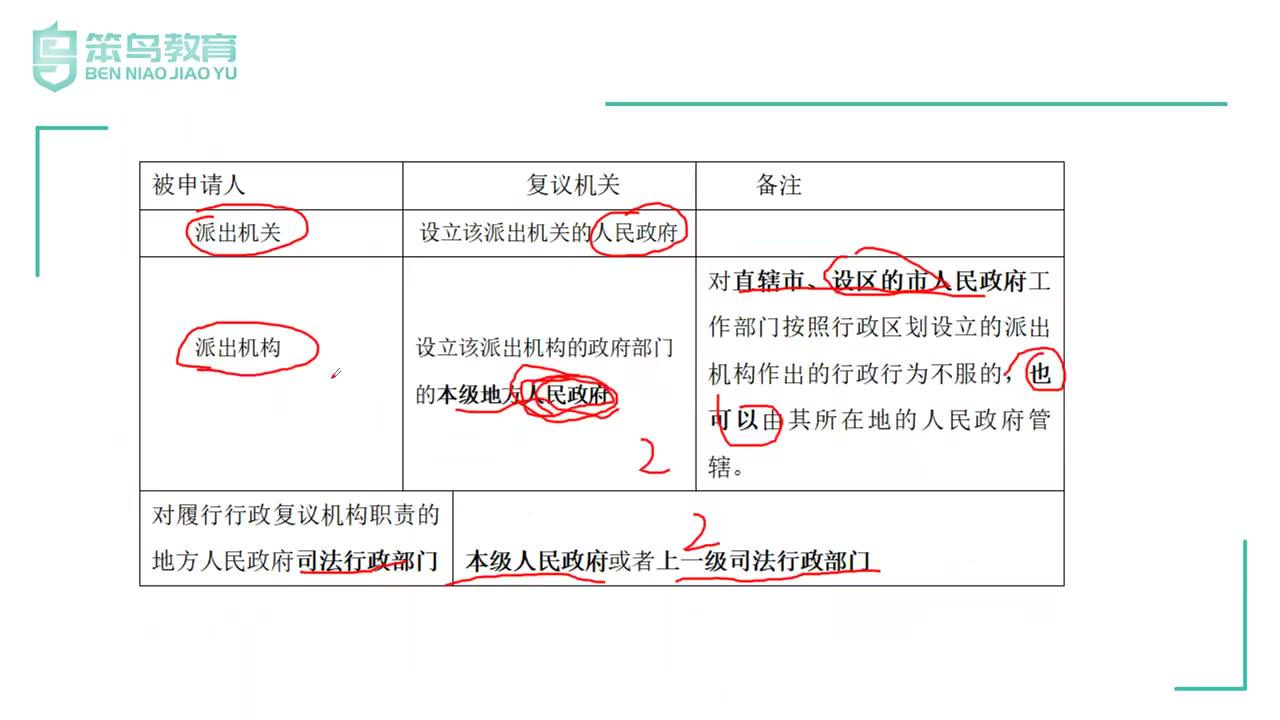 笨鸟教育
BEN NIAO JIAO YU
被申请人
复议机关
备注
派出机关
设立该派出机关的人民政府
派出机构
设立该派出机构的政府部门
的本级地方人民政府
2
对直辖市、设区的市人民政府工
作部门按照行政区划设立的派出
机构作出的行政行为不服的，也
可以由其所在地的人民政府管
辖。
对履行行政复议机构职责的
地方人民政府司法行政部门
2
本级人民政府或者上一级司法行政部门